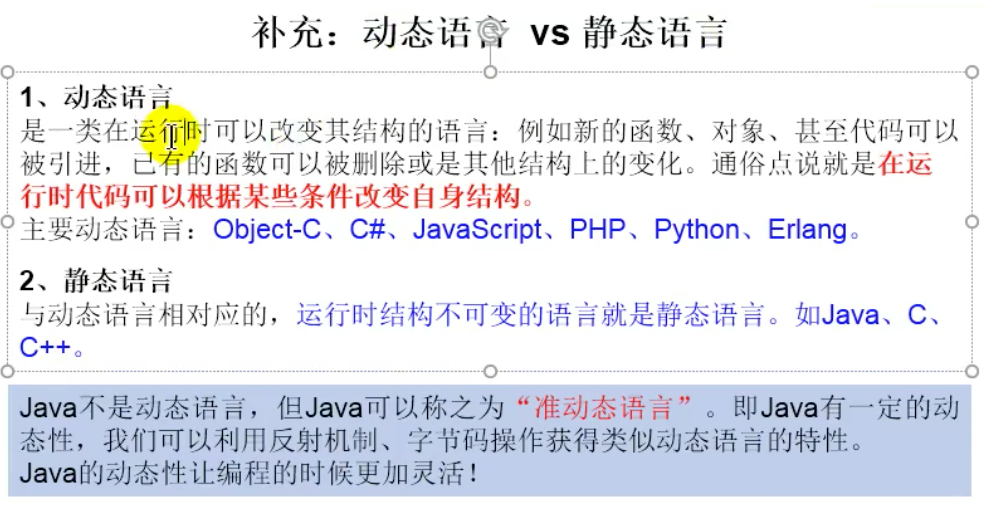 补充：动态语言 vs 静态语言
1、动态语言
是一类在运行时可以改变其结构的语言：例如新的函数、对象、甚至代码可以
被引进，已有的函数可以被删除或是其他结构上的变化。通俗点说就是在运
行时代码可以根据某些条件改变自身结构。
主要动态语言：Object-C、C#、JavaScript、PHP、Python、Erlang。
2、静态语言
与动态语言相对应的，运行时结构不可变的语言就是静态语言。如Java、C、
C++。
Java不是动态语言，但Java可以称之为“准动态语言”。即Java有一定的动
态性，我们可以利用反射机制、字节码操作获得类似动态语言的特性。
Java的动态性让编程的时候更加灵活！